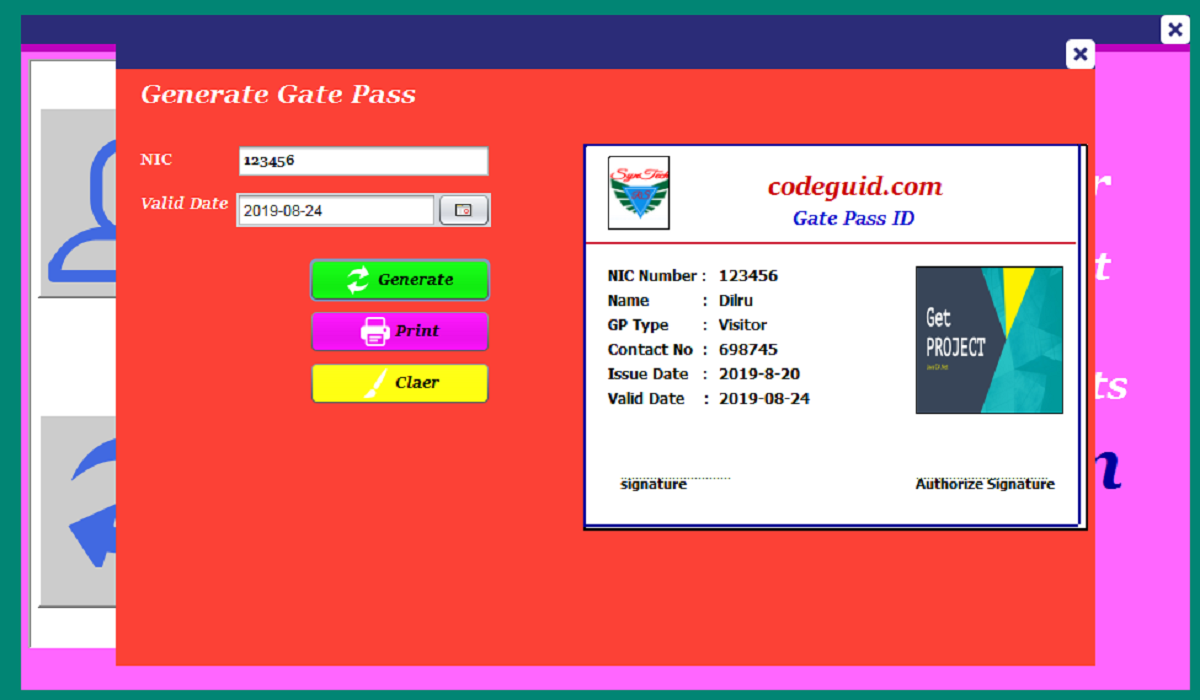 Generate Gate Pass
NIC 123456
Valid Date 2019-08-24
Generate
Print
Claer
codeguid.com
Gate Pass ID
NIC Number : 123456
Name : Dilru
GP Type : Visitor
Contact No : 698745
Issue Date : 2019-8-20
Valid Date : 2019-08-24
Get
PROJECT
signature
Authorize Signature
r
t
ts
n